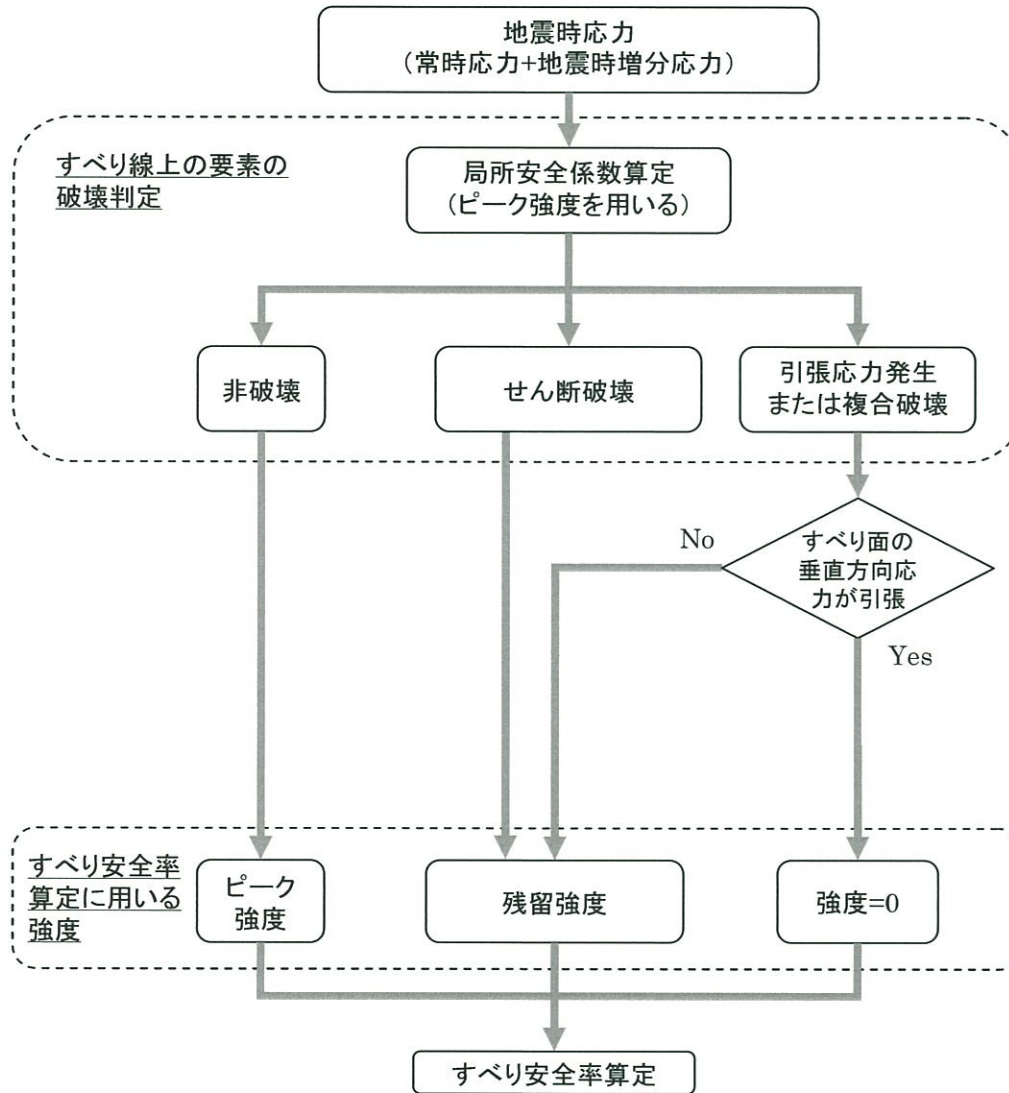 地震時応力
(常時応力+地震時増分応力)
すべり線上の要素の
破壊判定
局所安全係数算定
(ピーク強度を用いる)
非破壊
せん断破壊
引張応力発生
または複合破壊
すべり面の
垂直方向応
力が引張
No
Yes
すべり安全率
算定に用いる
強度
ピーク
強度
残留強度
強度=0
すべり安全率算定